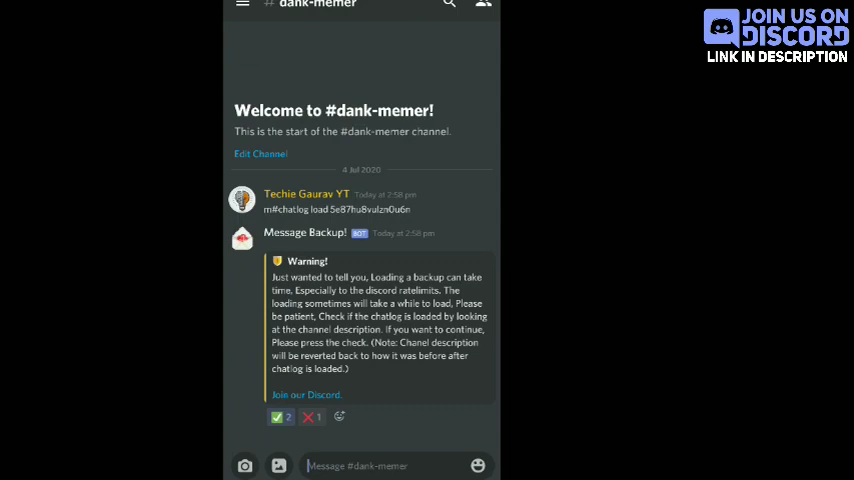 # dank-memer
JOIN US ON
DISCORD
LINK IN DESCRIPTION
Welcome to #dank-memer!
This is the start of the #dank-memer channel.
Edit Channel
4 Jul 2020
Techie Gaurav YT Today at 2:58 pm
m#chatlog load 5e87hu8vulzn0u6n
Message Backup! BOT Today at 2:58 pm
Warning!
Just wanted to tell you, Loading a backup can take
time, Especially to the discord ratelimits. The
loading sometimes will take a while to load, Please
be patient, Check if the chatlog is loaded by looking
at the channel description. If you want to continue,
Please press the check. (Note: Chanel description
will be reverted back to how it was before after
chatlog is loaded.)
Join our Discord.
2 1
Message #dank-memer